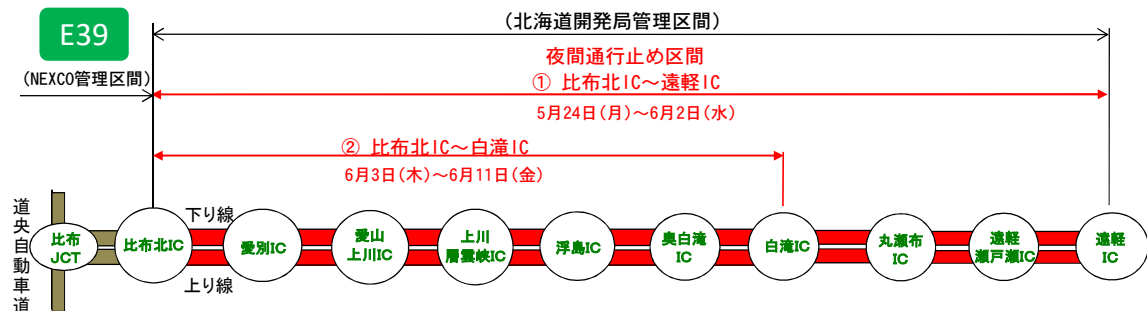 E39
(北海道開発局管理区間)
(NEXCO管理区間)
夜間通行止め区間
① 比布北IC～遠軽IC
5月24日(月)～6月2日(水)
② 比布北IC～白滝IC
6月3日(木)～6月11日(金)
道央自動車道
下り線
上り線
比布
JCT
比布北IC
愛別IC
愛山
上川IC
上川
層雲峡IC
浮島IC
奥白滝
IC
白滝IC
丸瀬布
IC
遠軽
瀬戸瀬IC
遠軽
IC